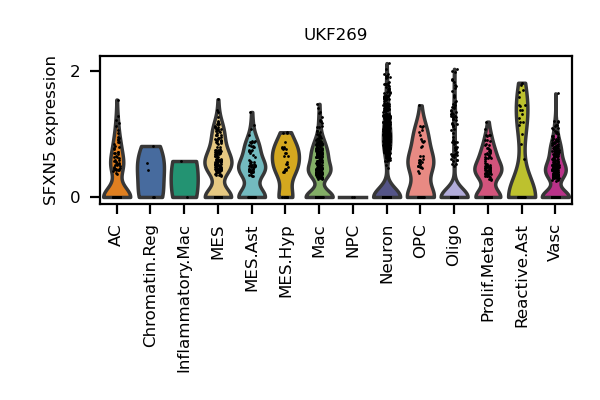 UKF269
SFXN5 expression
2
0
AC
Chromatin.Reg
Inflammatory.Mac
MES
MES.Ast
MES.Hyp
Mac
NPC
Neuron
OPC
Oligo
Prolif.Metab
Reactive.Ast
Vasc